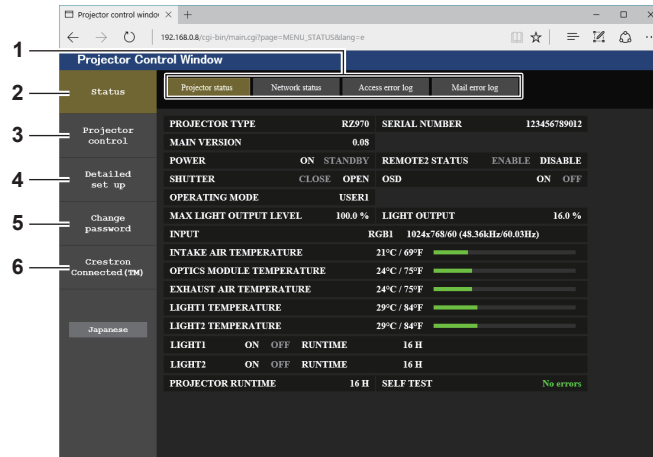 Projector control windov
192.168.0.8/cgi-bin/main.cgi?page=MENU_STATUS&lang=e
Projector Control Window
1
2
3
4
5
6
Status
Projector
control
Detailed
set up
Change
password
Crestron
Connected(TM)
Japanese
Projector status Network status Access error log Mail error log
PROJECTOR TYPE RZ970 SERIAL NUMBER 123456789012
MAIN VERSION 0.08
POWER ON STANDBY REMOTE2 STATUS ENABLE DISABLE
SHUTTER CLOSE OPEN OSD ON OFF
OPERATING MODE USER1
MAX LIGHT OUTPUT LEVEL 100.0 % LIGHT OUTPUT 16.0 %
INPUT RGB1 1024x768/60 (48.36kHz/60.03Hz)
INTAKE AIR TEMPERATURE 21°C / 69°F
OPTICS MODULE TEMPERATURE 24°C / 75°F
EXHAUST AIR TEMPERATURE 24°C / 75°F
LIGHT1 TEMPERATURE 29°C / 84°F
LIGHT2 TEMPERATURE 29°C / 84°F
LIGHT1 ON OFF RUNTIME 16 H
LIGHT2 ON OFF RUNTIME 16 H
PROJECTOR RUNTIME 16 H SELF TEST No errors